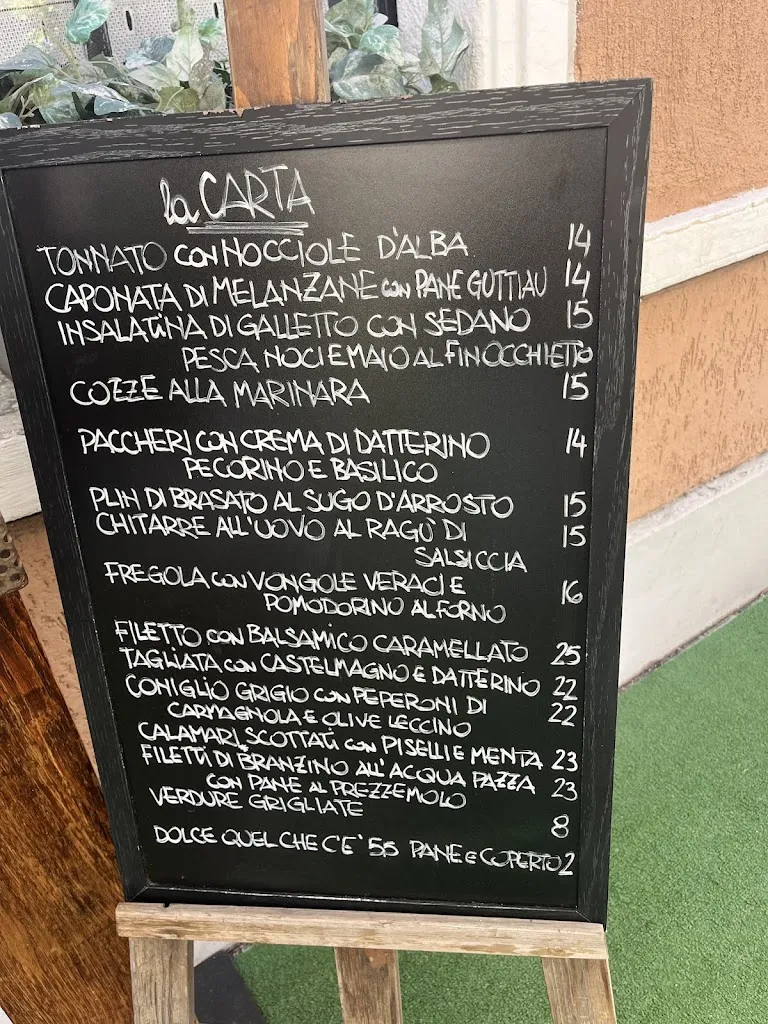 la CARTA
TONNATO CON NOCCIOLE D'ALBA 14
CAPONATA DI MELANZANE CON PANE GUTTIAU 14
INSALATINA DI GALLETTO CON SEDANO 15
PESCA NOCI E MAIO AL FINOCCHIETTO
COZZE ALLA MARINARA 15
PACCHERI CON CREMA DI DATTERINO 14
PECORINO E BASILICO
PLIN DI BRASATO AL SUGO D'ARROSTO 15
CHITARRE ALL'UOVO AL RAGÙ DI 15
SALSICCIA
FREGOLA CON VONGOLE VERACI E 16
POMODORINO AL FORNO
FILETTO CON BALSAMICO CARAMELLATO 25
TAGLIATA CON CASTELMAGNO E DATTERINO 22
CONIGLIO GRIGIO CON PEPERONI DI 22
CARMAGNOLA E OLIVE LECCINO
CALAMARI SCOTTATI CON PISELLI E MENTA 23
FILETTI DI BRANZINO ALL'ACQUA PAZZA 23
CON PANE AL PREZZEMOLO
VERDURE GRIGLIATE 8
DOLCE QUEL CHE C'E' 5,5 PANE E COPERTO 2